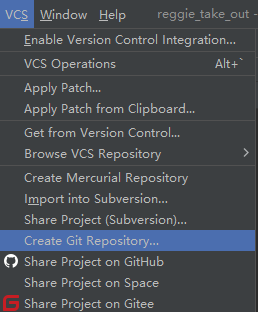 VCS Window reggie_take_out -
Enable Version Control Integration...
VCS Operations Alt+`
Apply Patch...
Apply Patch from Clipboard...
Get from Version Control...
Browse VCS Repository
Create Mercurial Repository
Import into Subversion...
Share Project (Subversion)...
Create Git Repository...
Share Project on GitHub
Share Project on Space
Share Project on Gitee